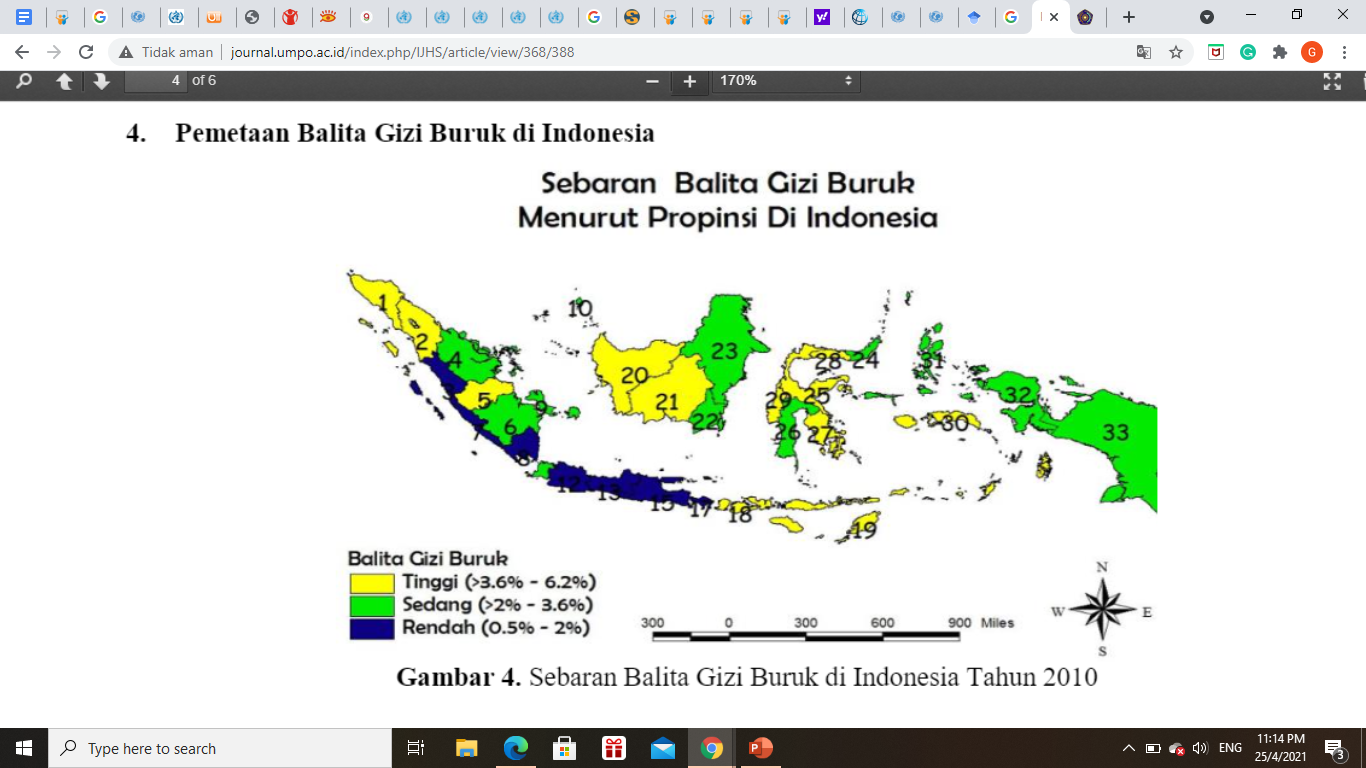 Tidak aman
journal.umpo.ac.id/index.php/IJHS/article/view/368/388
G
4 of 6
170%
4. Pemetaan Balita Gizi Buruk di Indonesia
Sebaran Balita Gizi Buruk
Menurut Propinsi Di Indonesia
1
2
4
5
6
7
8
9
10
12
13
15
17
18
19
20
21
22
23
24
25
26
27
28
29
30
31
32
33
Balita Gizi Buruk
Tinggi (>3.6% - 6.2%)
Sedang (>2% - 3.6%)
Rendah (0.5% - 2%)
300 0 300 600 900 Miles
N
W E
S
Gambar 4. Sebaran Balita Gizi Buruk di Indonesia Tahun 2010
Type here to search
ENG
11:14 PM
25/4/2021
3